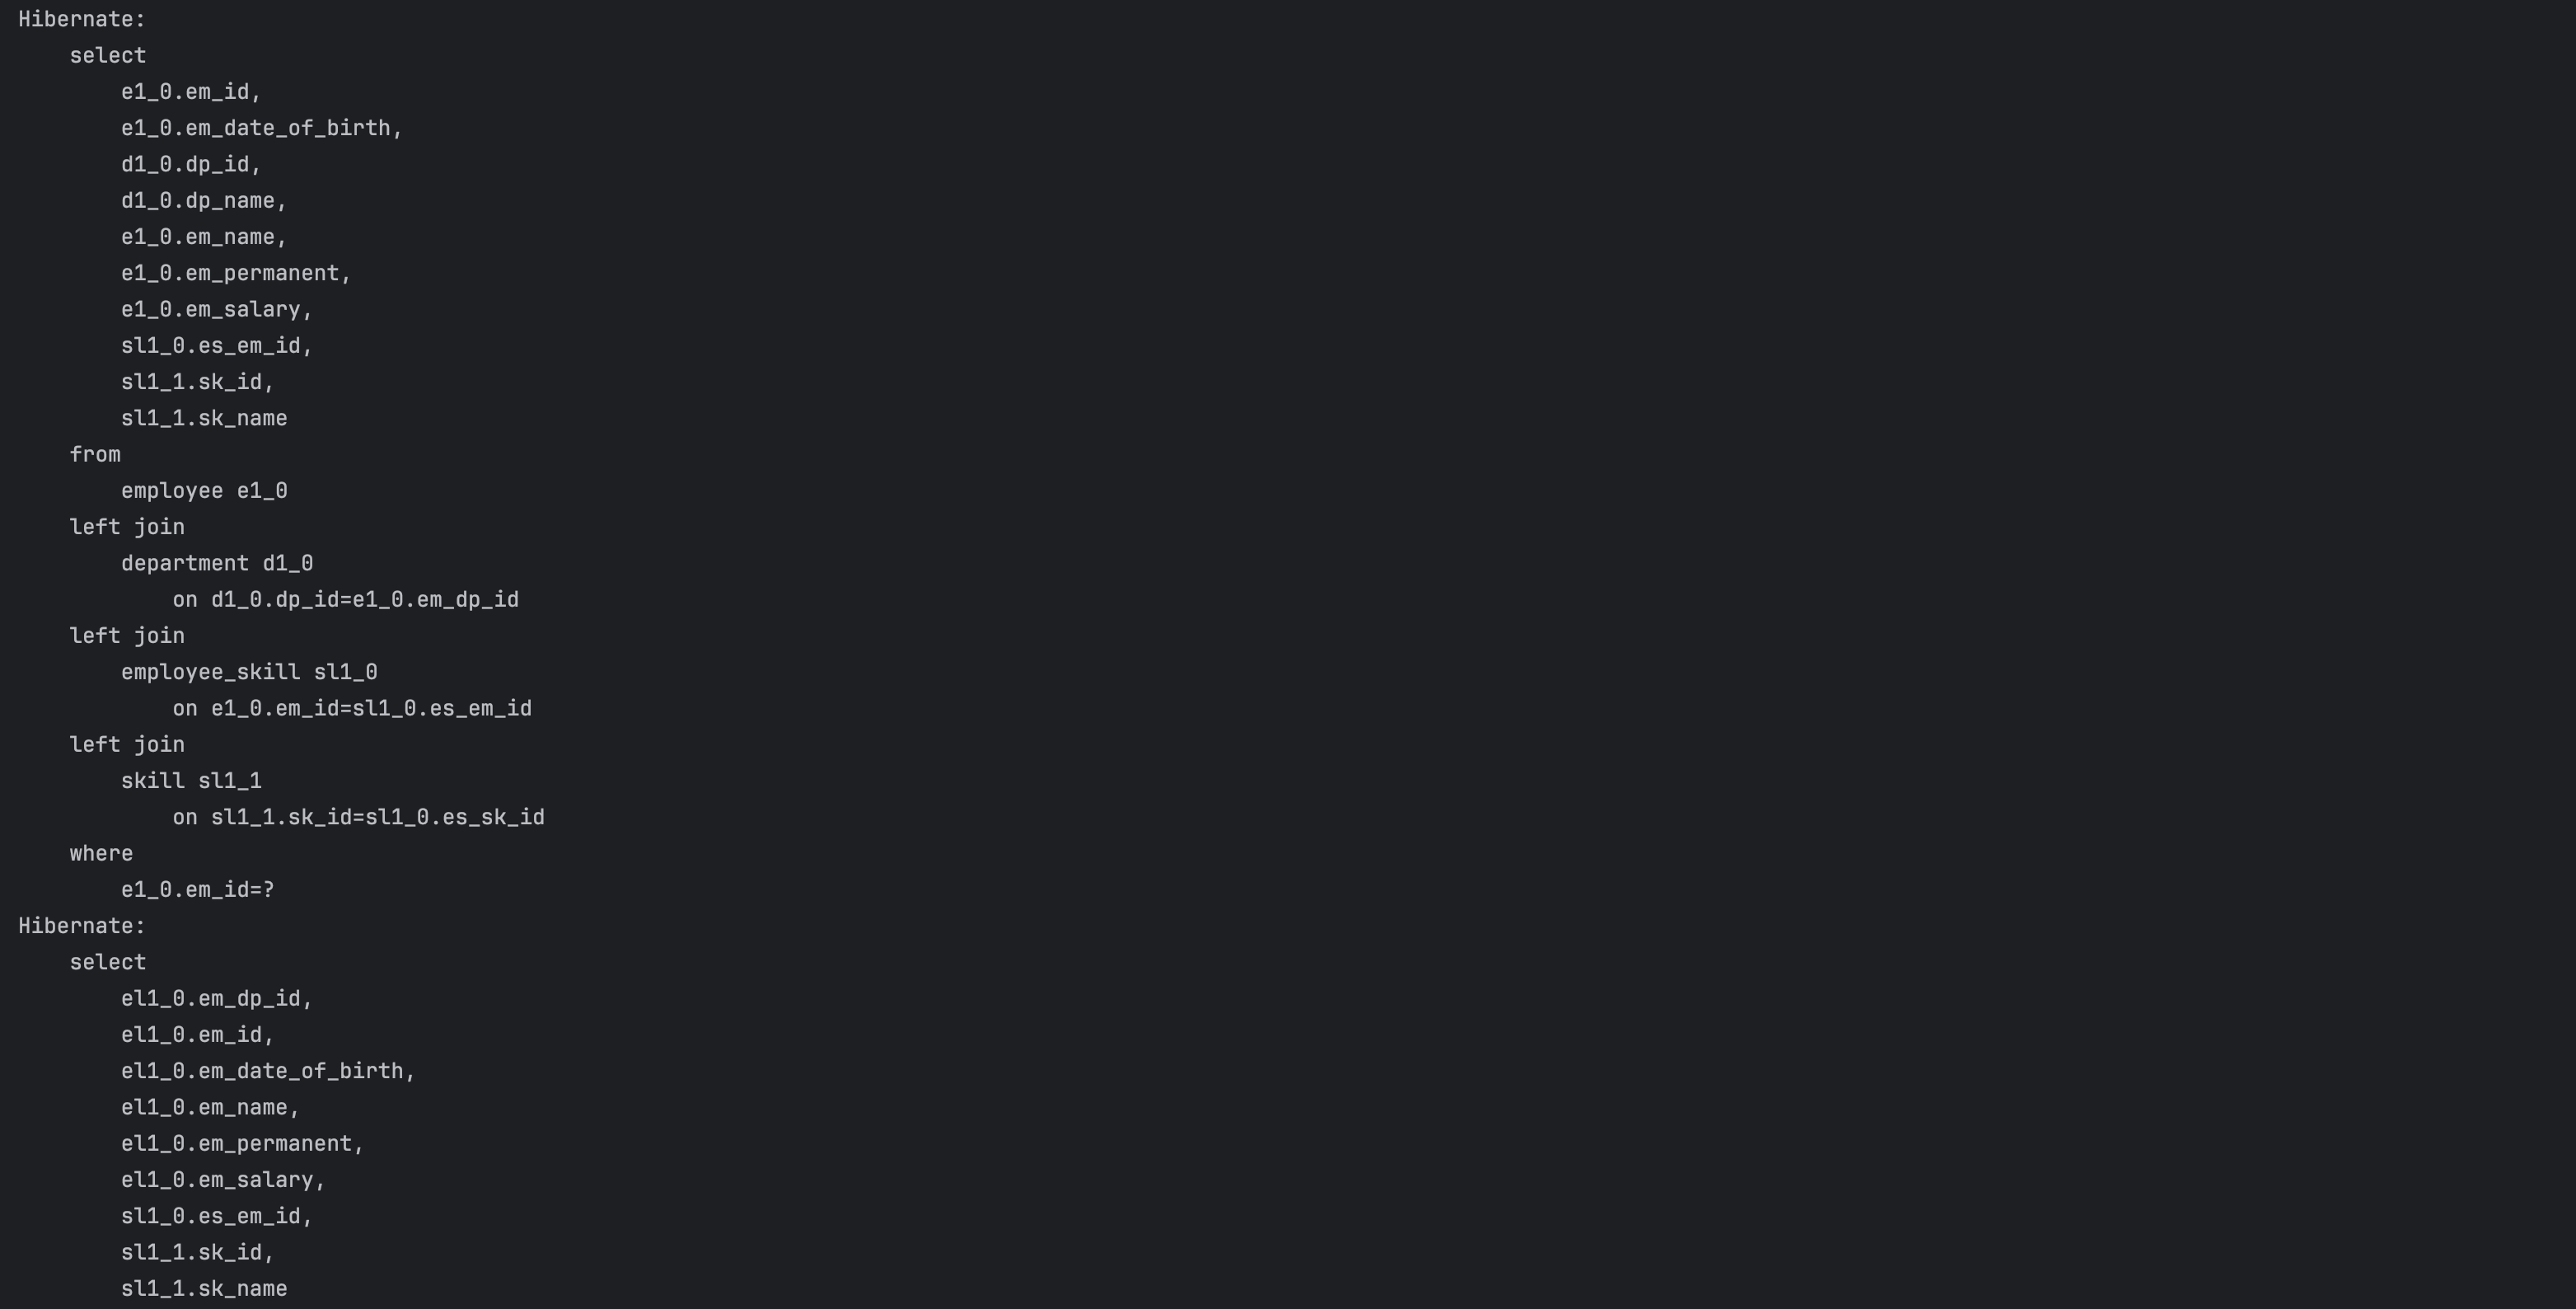 Hibernate:
    select
        e1_0.em_id,
        e1_0.em_date_of_birth,
        d1_0.dp_id,
        d1_0.dp_name,
        e1_0.em_name,
        e1_0.em_permanent,
        e1_0.em_salary,
        sl1_0.es_em_id,
        sl1_1.sk_id,
        sl1_1.sk_name
    from
        employee e1_0
    left join
        department d1_0
            on d1_0.dp_id=e1_0.em_dp_id
    left join
        employee_skill sl1_0
            on e1_0.em_id=sl1_0.es_em_id
    left join
        skill sl1_1
            on sl1_1.sk_id=sl1_0.es_sk_id
    where
        e1_0.em_id=?
Hibernate:
    select
        el1_0.em_dp_id,
        el1_0.em_id,
        el1_0.em_date_of_birth,
        el1_0.em_name,
        el1_0.em_permanent,
        el1_0.em_salary,
        sl1_0.es_em_id,
        sl1_1.sk_id,
        sl1_1.sk_name